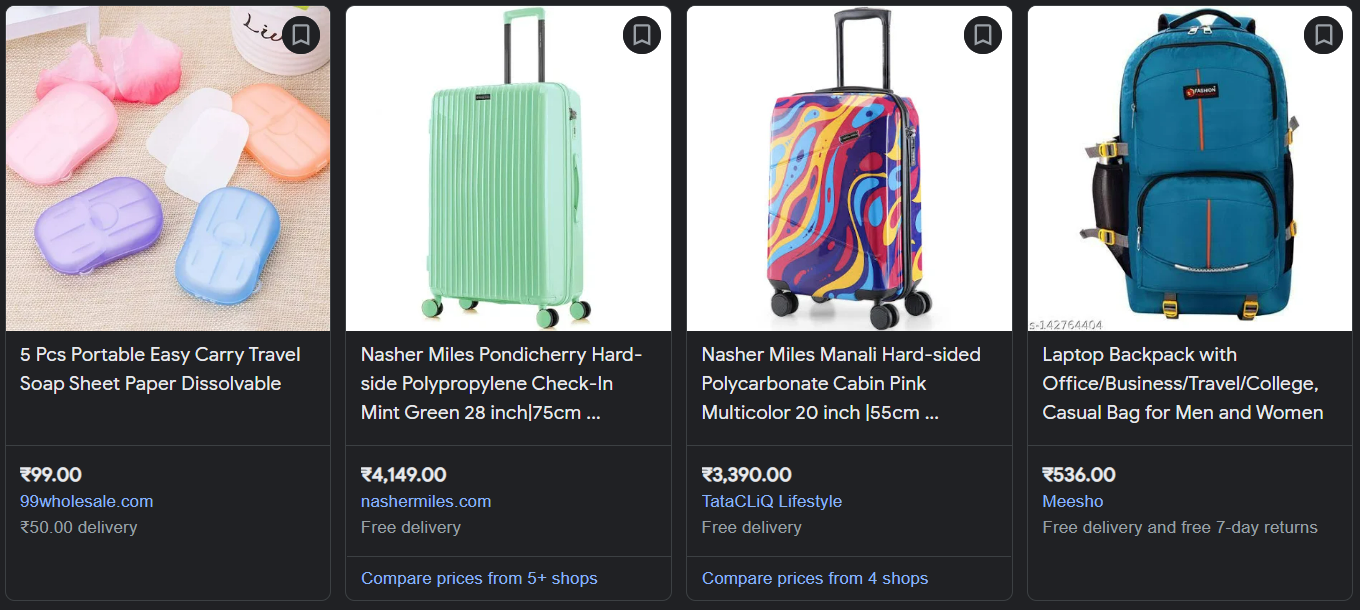 Li
5 Pcs Portable Easy Carry Travel
Soap Sheet Paper Dissolvable
₹99.00
99wholesale.com
₹50.00 delivery
Nasher Miles Pondicherry Hard-
side Polypropylene Check-In
Mint Green 28 inch|75cm ...
₹4,149.00
nashermiles.com
Free delivery
Compare prices from 5+ shops
Nasher Miles Manali Hard-sided
Polycarbonate Cabin Pink
Multicolor 20 inch |55cm ...
₹3,390.00
TataCLiQ Lifestyle
Free delivery
Compare prices from 4 shops
FASHION
s-142764404
Laptop Backpack with
Office/Business/Travel/College,
Casual Bag for Men and Women
₹536.00
Meesho
Free delivery and free 7-day returns